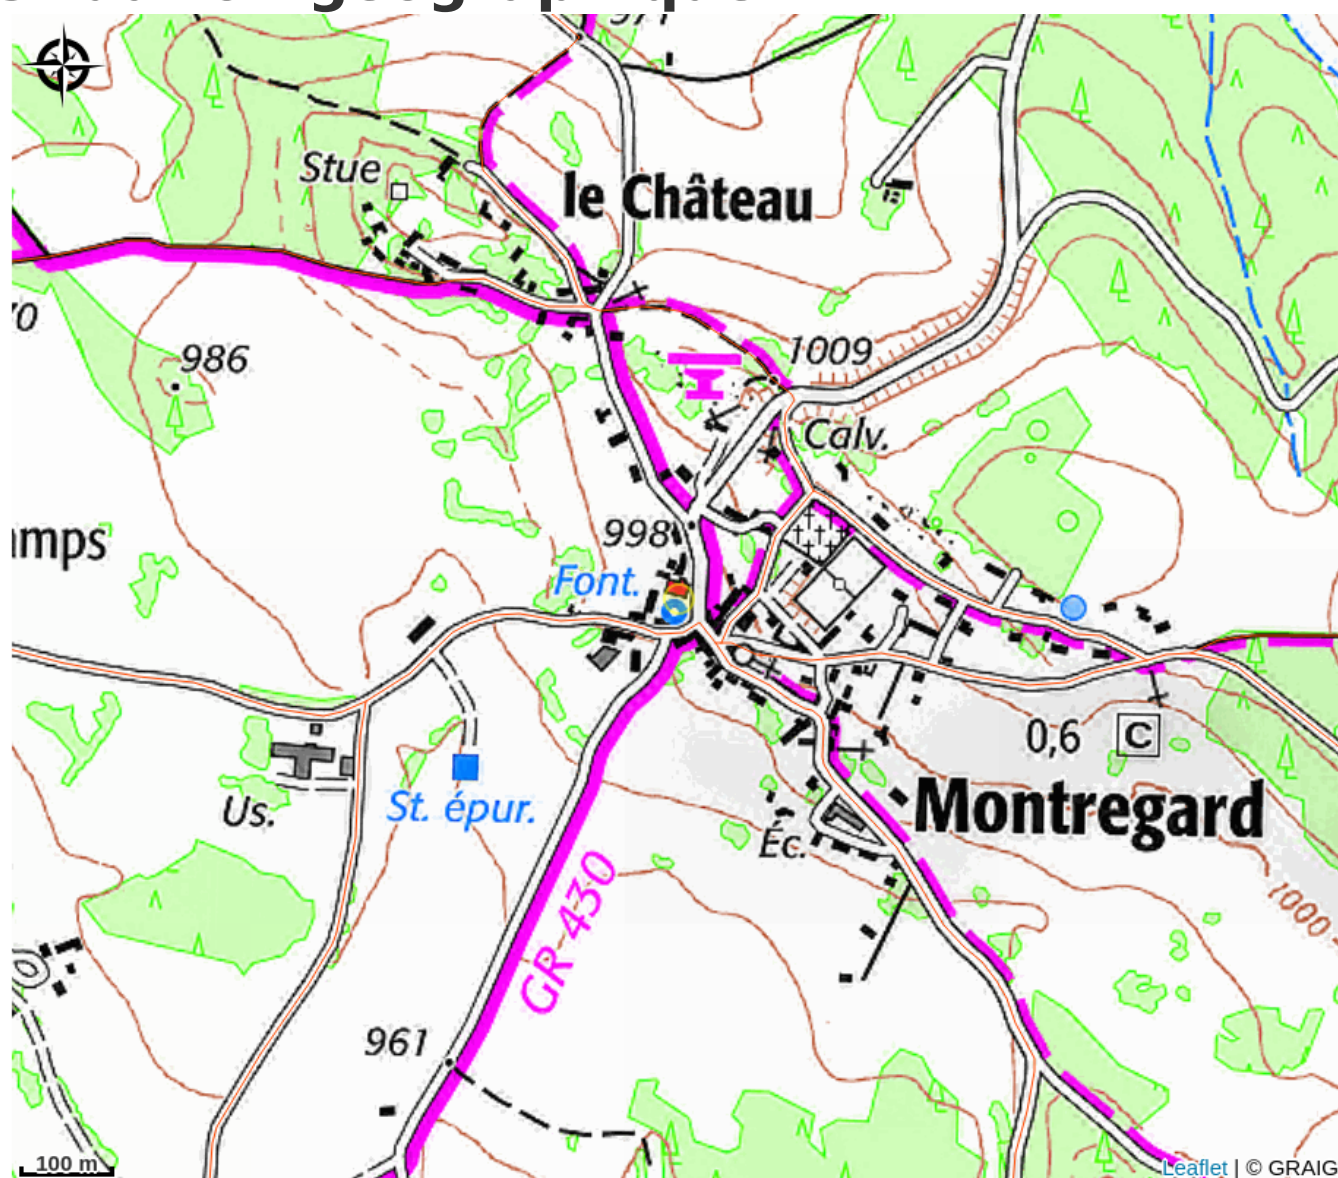 Stue
le Château
1009
986
Calv.
998
Font.
0,6
C
Montregard
St. épur.
Us.
Éc.
GR-430
1000
961
100 m
Leaflet | © GRAIG